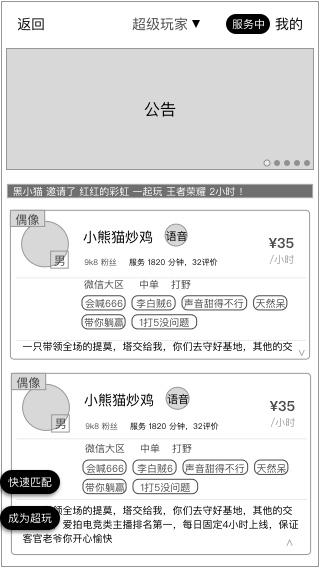 返回 超级玩家▼ 服务中 我的
公告
黑小猫 邀请了 红红的彩虹 一起玩 王者荣耀 2小时！
偶像
小熊猫炒鸡 语音
男
¥35
/小时
9k8 粉丝 服务 1820 分钟，32评价
微信大区 中单 打野
会喊666 李白贼6 声音甜得不行 天然呆
带你躺赢 1打5没问题
一只带领全场的提莫，塔交给我，你们去守好基地，其他的交
偶像
小熊猫炒鸡 语音
男
¥35
/小时
9k8 粉丝 服务 1820 分钟，32评价
微信大区 中单 打野
会喊666 李白贼6 声音甜得不行 天然呆
快速匹配
带你躺赢 1打5没问题
领全场的提莫，塔交给我，你们去守好基地，其他的交
成为超玩
爱拍电竞类主播排名第一，每日固定4小时上线，保证
客官老爷你开心愉快